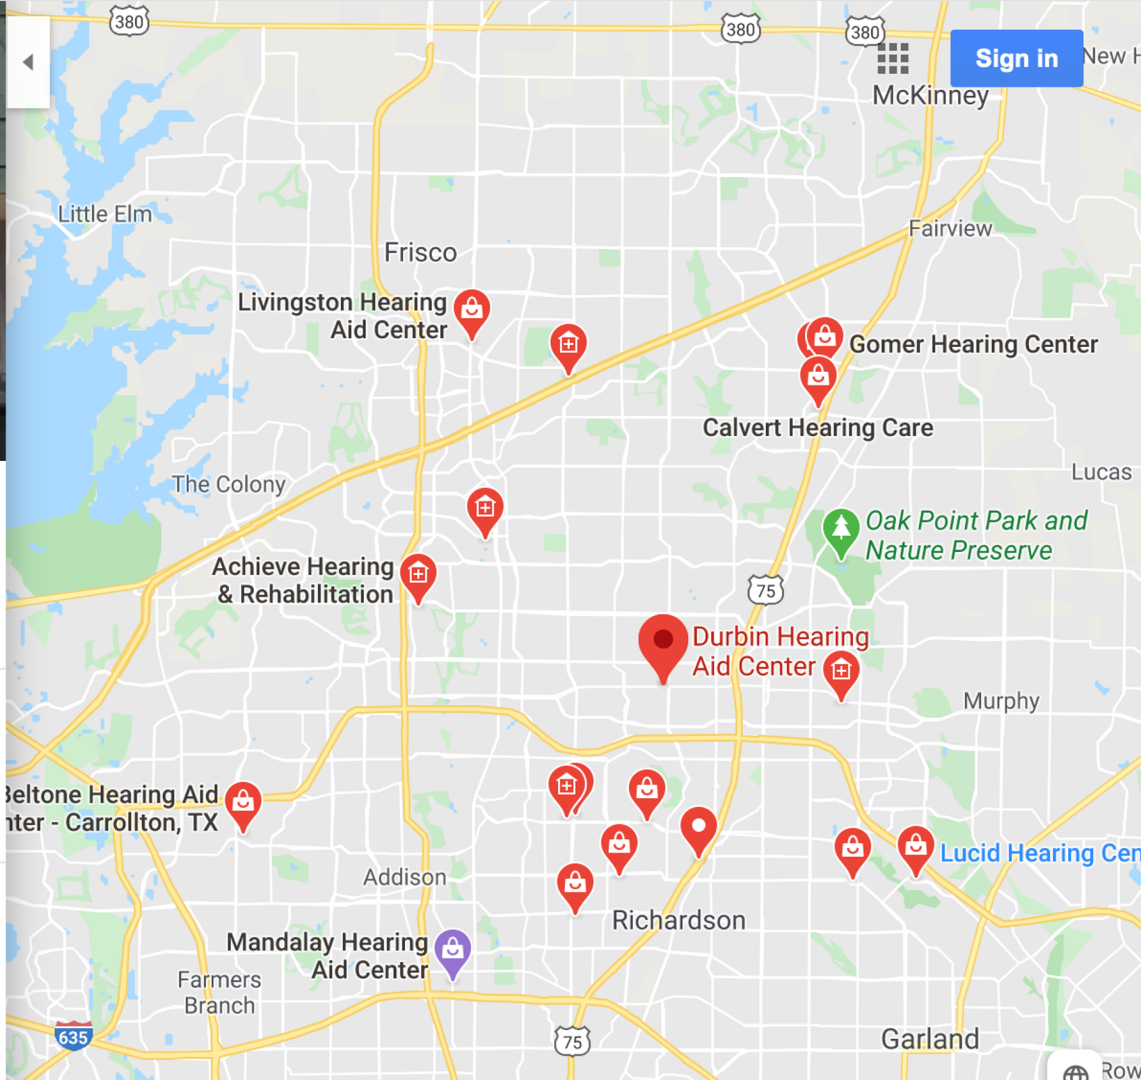 380
380
380
Sign in
New H
McKinney
Little Elm
Fairview
Frisco
Livingston Hearing
Aid Center
Gomer Hearing Center
Calvert Hearing Care
Lucas
The Colony
Oak Point Park and
Nature Preserve
Achieve Hearing
& Rehabilitation
75
Durbin Hearing
Aid Center
Murphy
Beltone Hearing Aid
nter - Carrollton, TX
Lucid Hearing Cen
Addison
Richardson
Mandalay Hearing
Aid Center
Farmers
Branch
635
75
Garland
Row